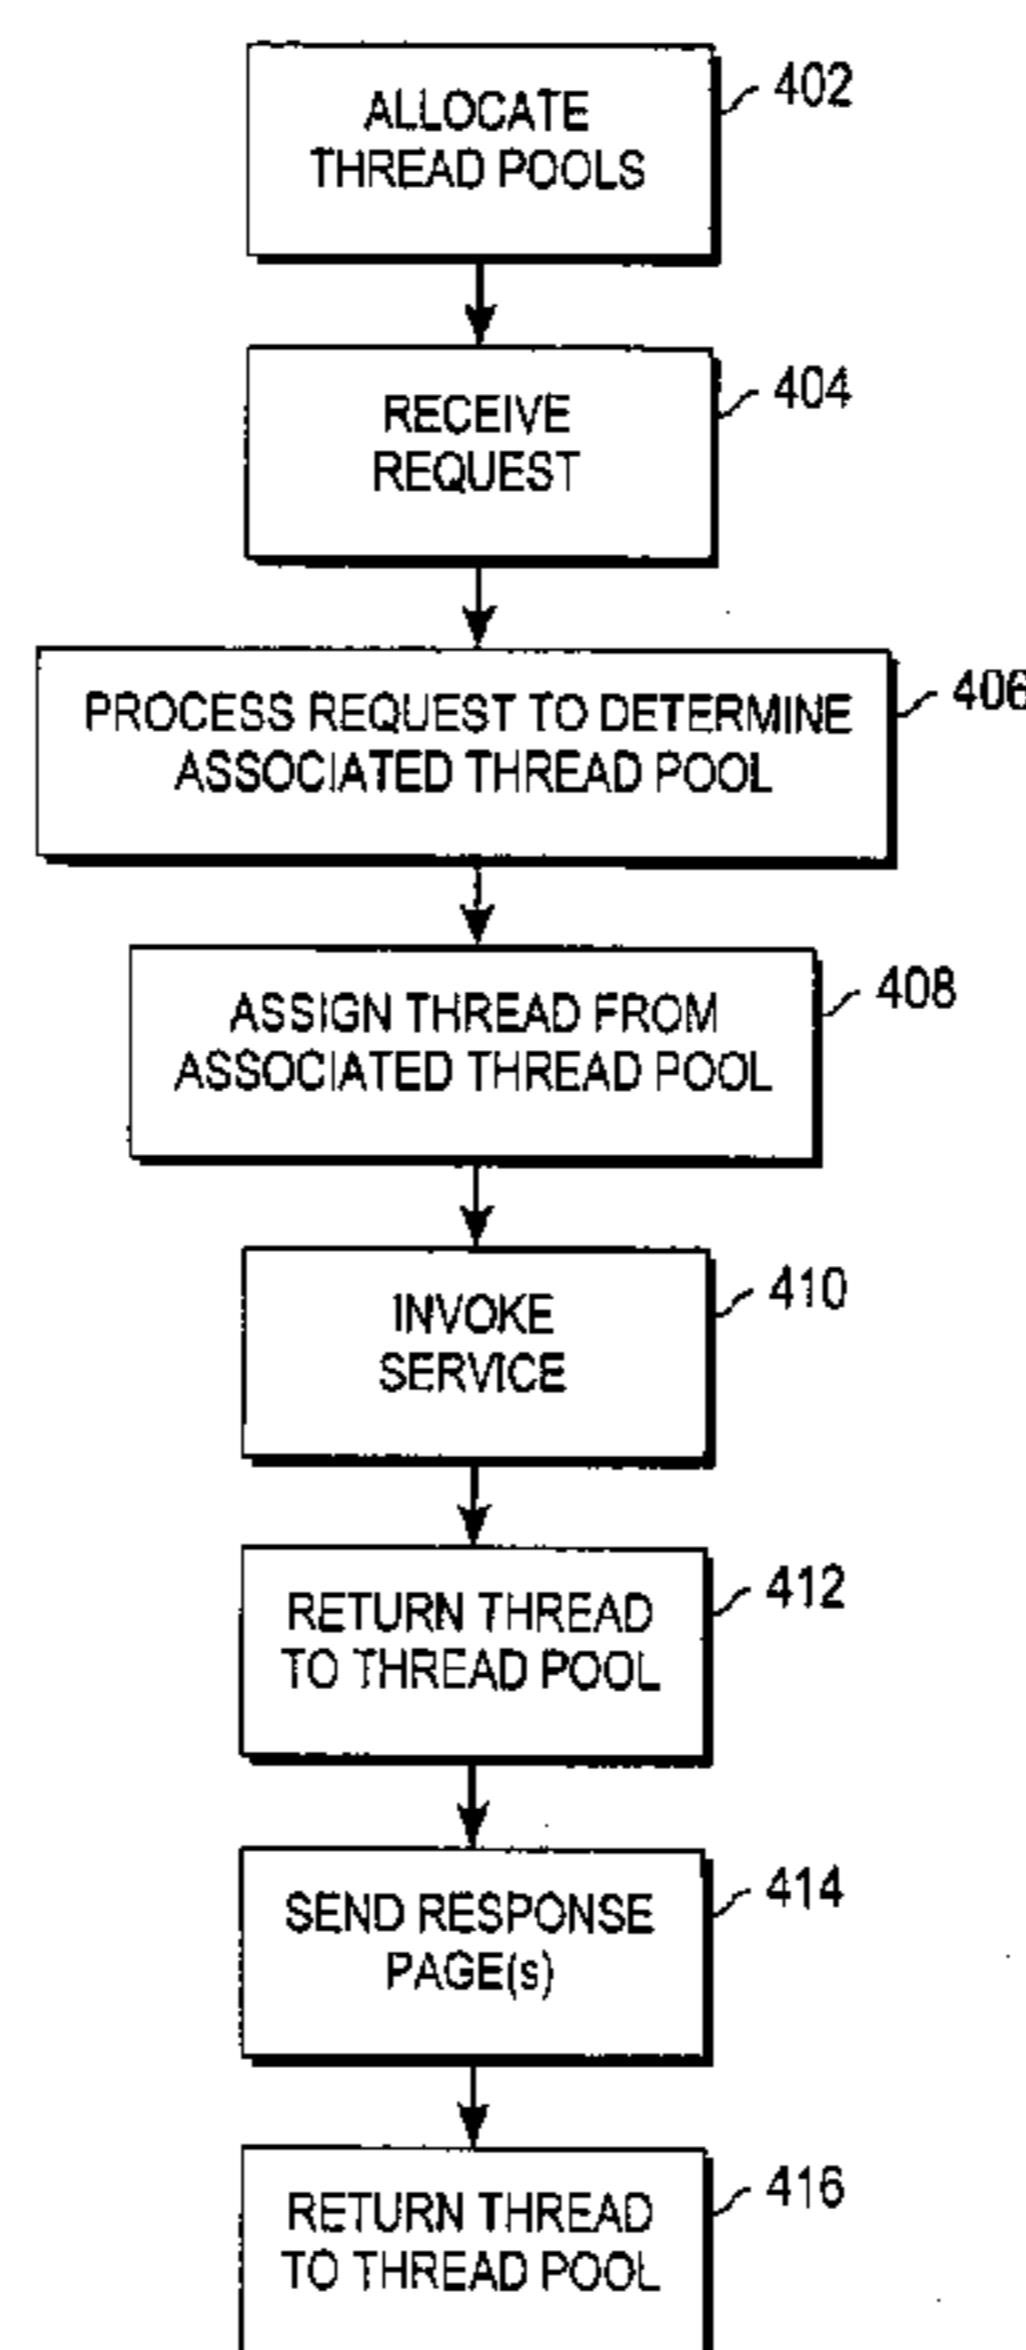 ALLOCATE
THREAD POOLS
402
RECEIVE
REQUEST
404
PROCESS REQUEST TO DETERMINE
ASSOCIATED THREAD POOL
406
ASSIGN THREAD FROM
ASSOCIATED THREAD POOL
408
INVOKE
SERVICE
410
RETURN THREAD
TO THREAD POOL
412
SEND RESPONSE
PAGE(s)
414
RETURN THREAD
TO THREAD POOL
416